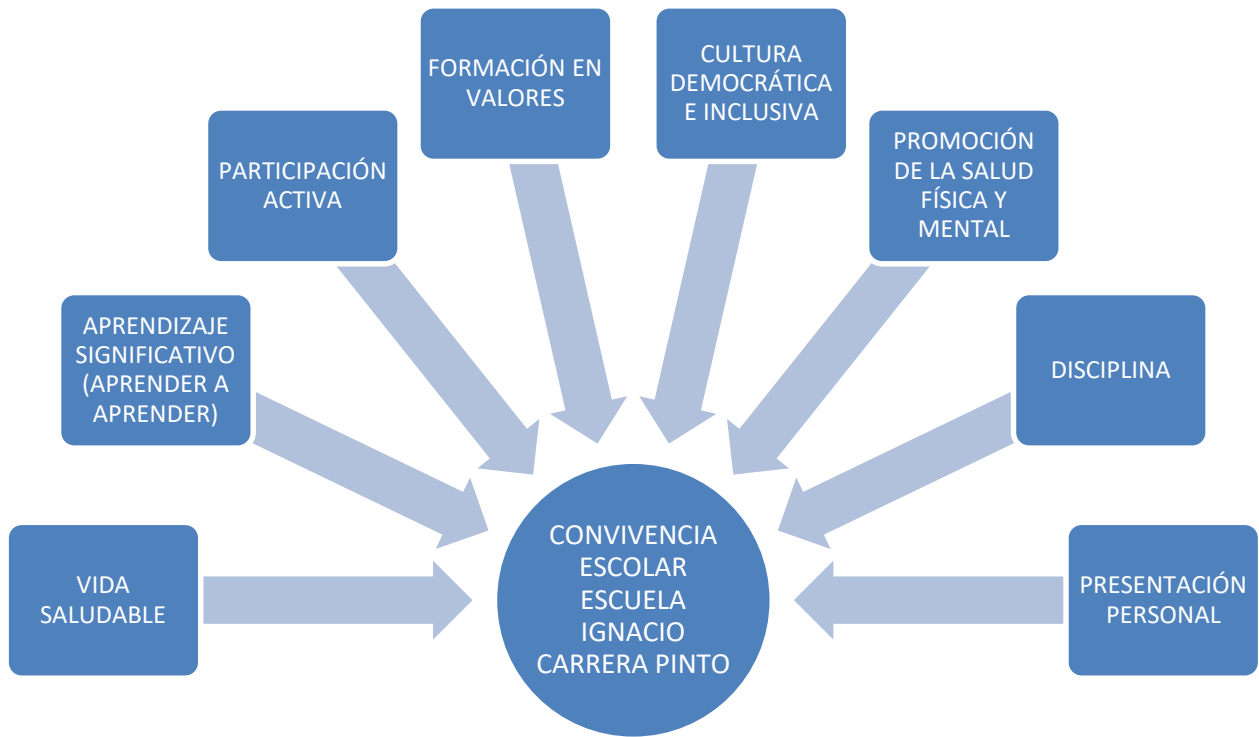 FORMACIÓN EN
VALORES
CULTURA
DEMOCRÁTICA
E INCLUSIVA
PARTICIPACIÓN
ACTIVA
PROMOCIÓN
DE LA SALUD
FÍSICA Y
MENTAL
APRENDIZAJE
SIGNIFICATIVO
(APRENDER A
APRENDER)
DISCIPLINA
VIDA
SALUDABLE
CONVIVENCIA
ESCOLAR
ESCUELA
IGNACIO
CARRERA PINTO
PRESENTACIÓN
PERSONAL